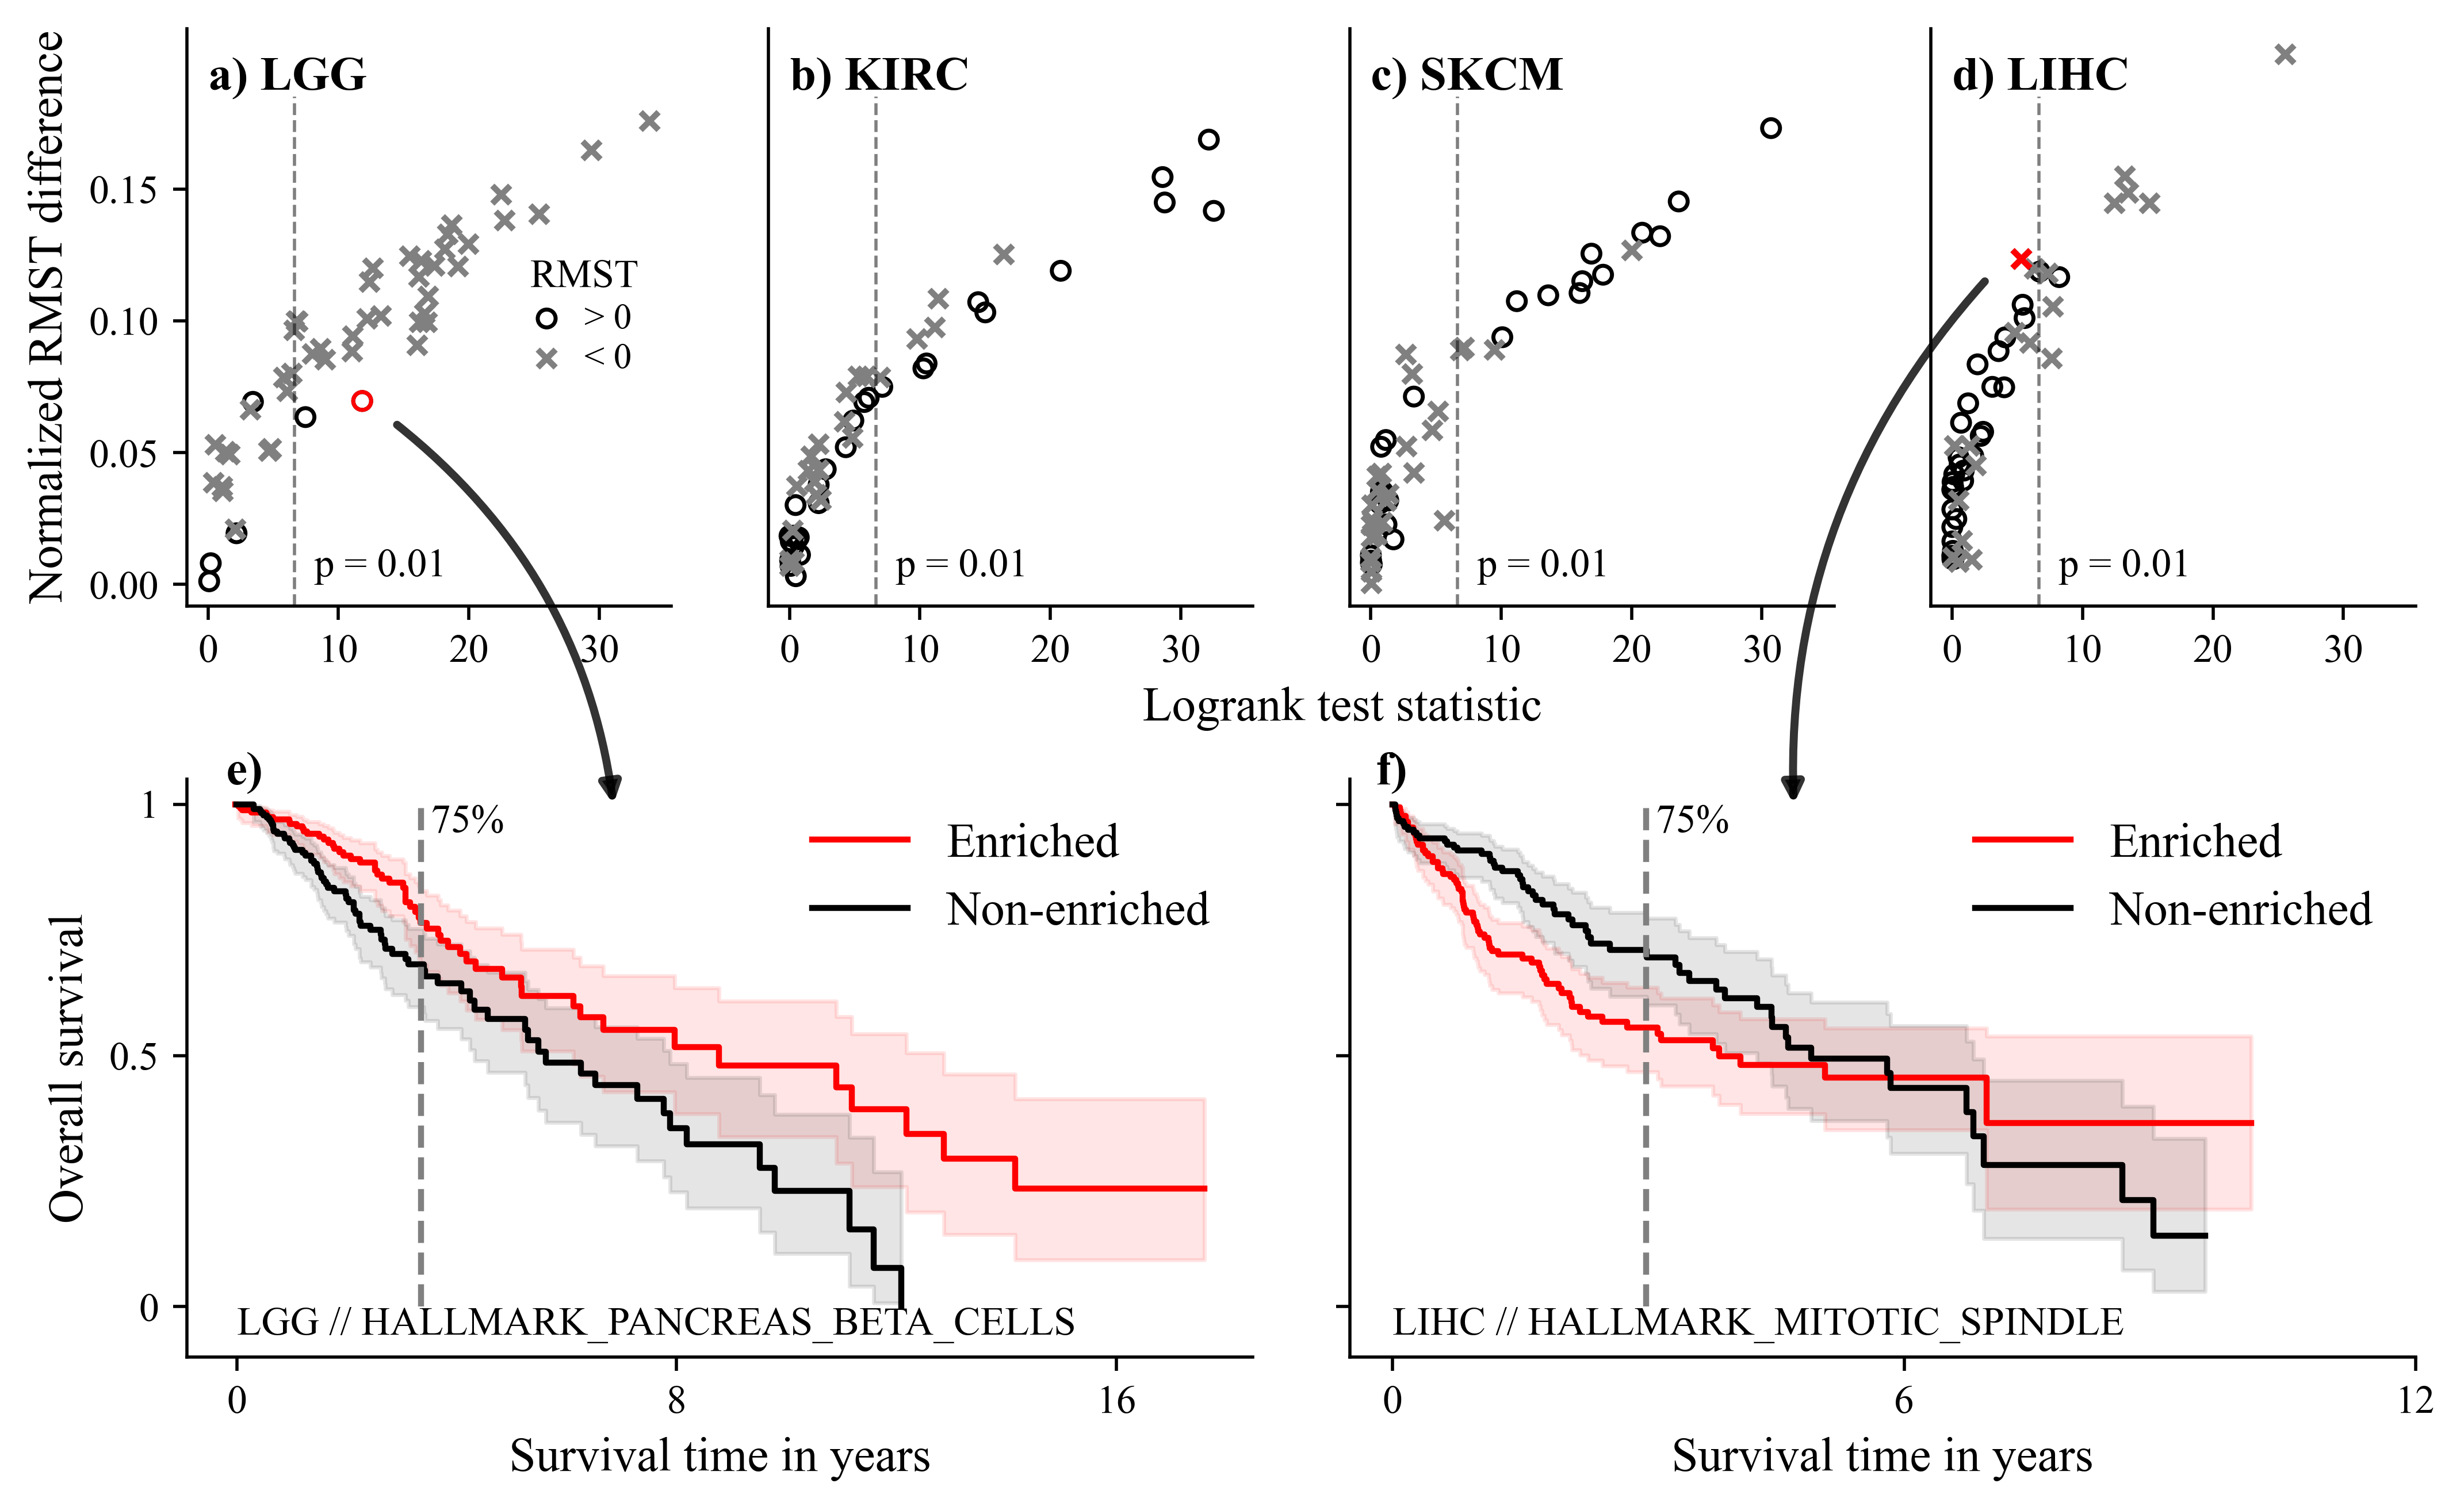 Normalized RMST difference
a) LGG
b) KIRC
c) SKCM
d) LIHC
0.15
0.10
0.05
0.00
RMST
> 0
< 0
p = 0.01
p = 0.01
p = 0.01
p = 0.01
0 10 20 30
0 10 20 30
0 10 20 30
0 10 20 30
Logrank test statistic
e)
Overall survival
1
0.5
0
75%
Enriched
Non-enriched
LGG // HALLMARK_PANCREAS_BETA_CELLS
0 8 16
Survival time in years
f)
75%
Enriched
Non-enriched
LIHC // HALLMARK_MITOTIC_SPINDLE
0 6 12
Survival time in years